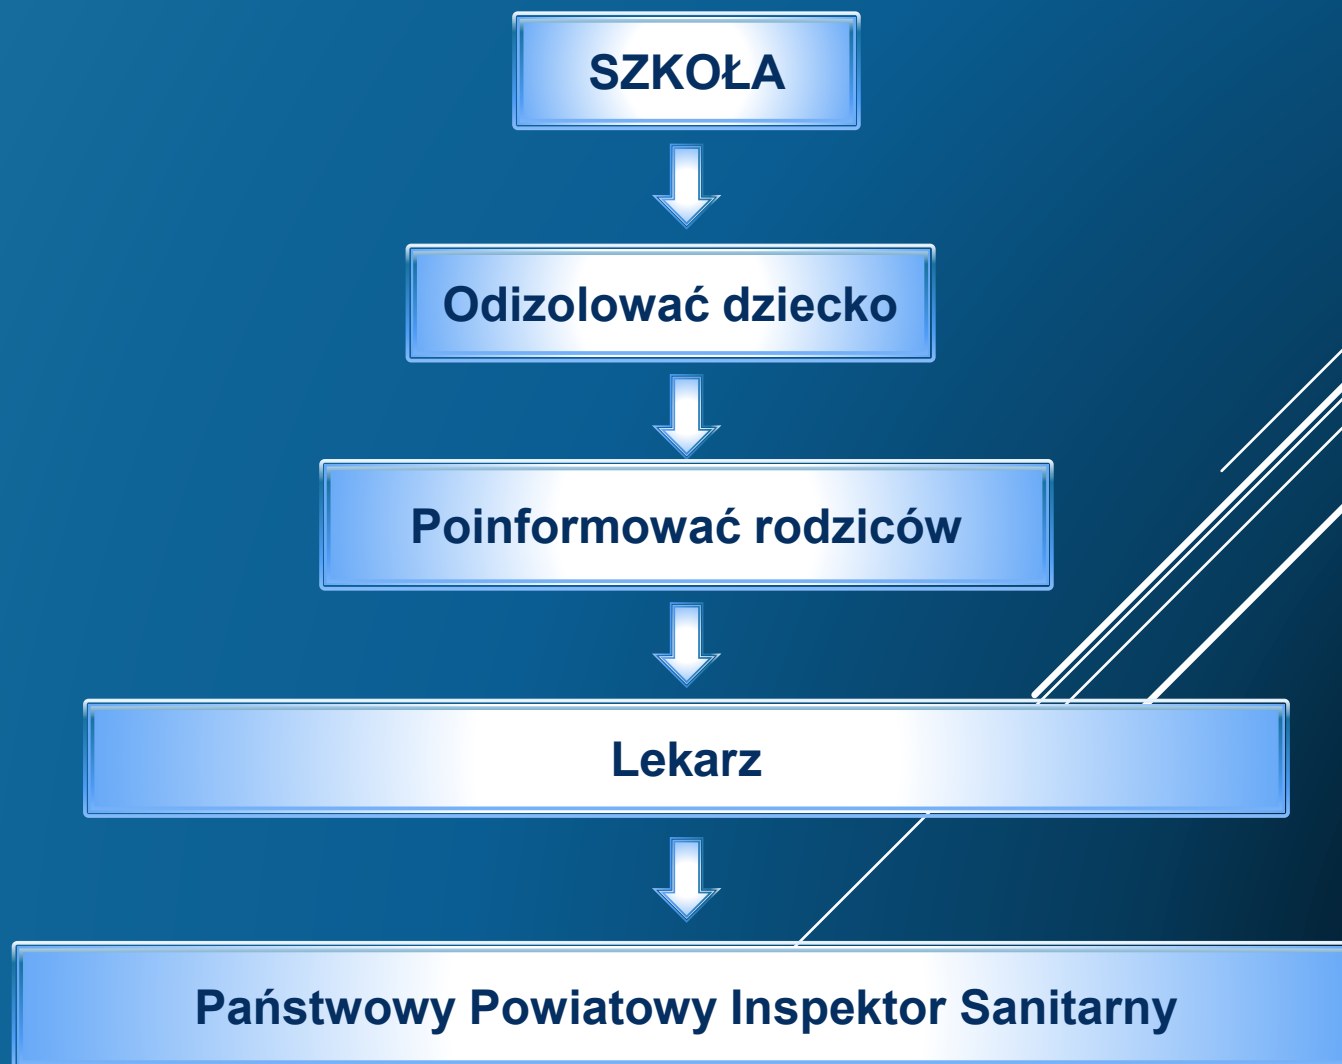 SZKOŁA
Odizolować dziecko
Poinformować rodziców
Lekarz
Państwowy Powiatowy Inspektor Sanitarny